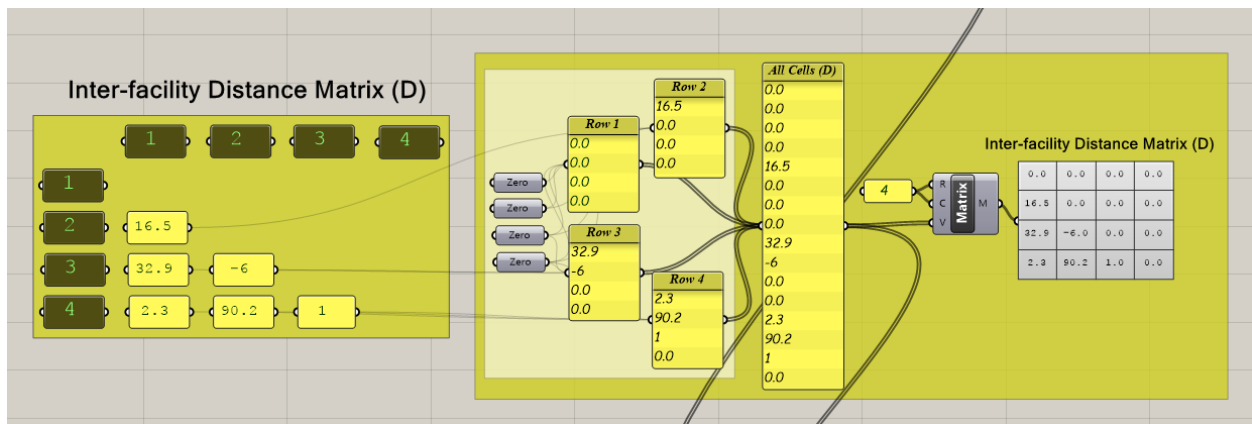 Inter-facility Distance Matrix (D)
1 2 3 4
1
2 16.5
3 32.9 -6
4 2.3 90.2 1
Zero
Zero
Zero
Zero
Row 1
0.0
0.0
0.0
0.0
Row 2
16.5
0.0
0.0
0.0
Row 3
32.9
-6
0.0
0.0
Row 4
2.3
90.2
1
0.0
All Cells (D)
0.0
0.0
0.0
0.0
16.5
0.0
0.0
0.0
32.9
-6
0.0
0.0
2.3
90.2
1
0.0
4
R
C
V
Matrix
M
Inter-facility Distance Matrix (D)
0.0 0.0 0.0 0.0
16.5 0.0 0.0 0.0
32.9 -6.0 0.0 0.0
2.3 90.2 1.0 0.0